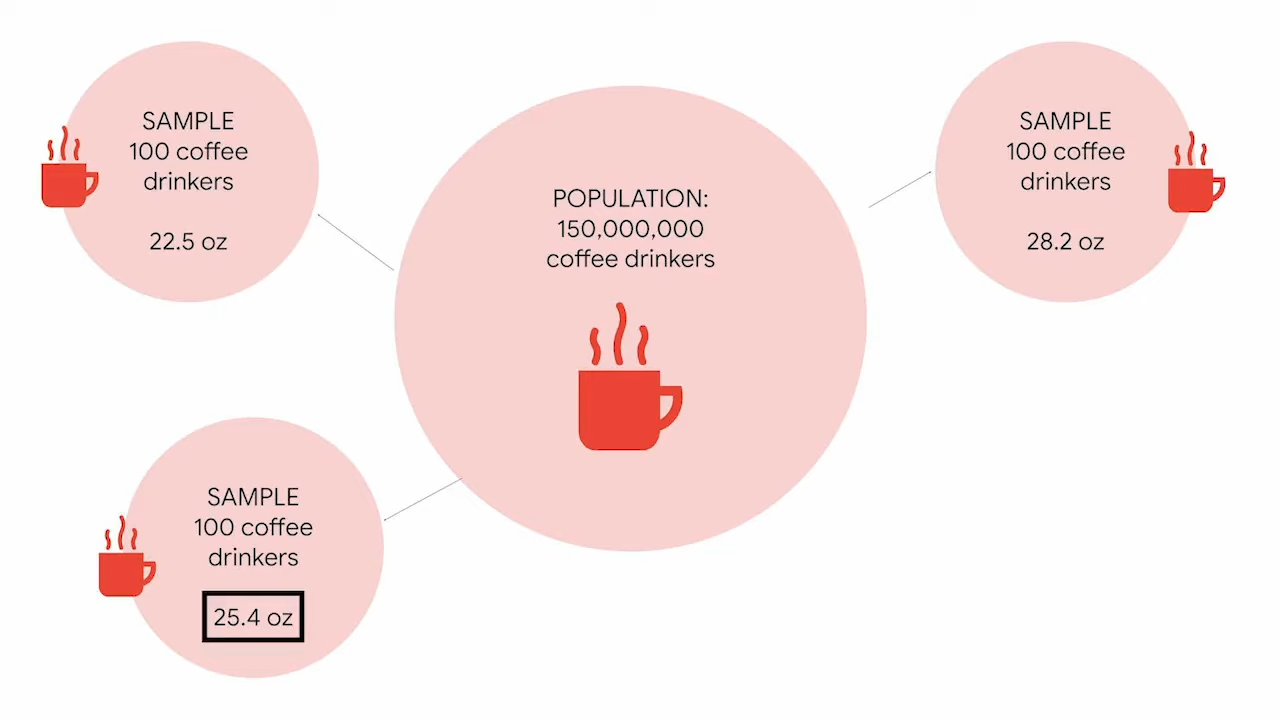 SAMPLE
100 coffee
drinkers
22.5 oz
POPULATION:
150,000,000
coffee drinkers
SAMPLE
100 coffee
drinkers
28.2 oz
SAMPLE
100 coffee
drinkers
25.4 oz